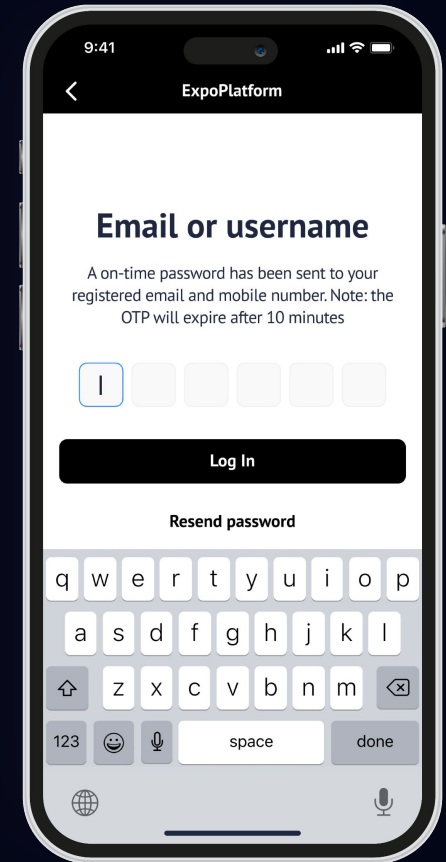 9:41
ExpoPlatform
Email or username
A on-time password has been sent to your
registered email and mobile number. Note: the
OTP will expire after 10 minutes
Log In
Resend password
q w e r t y u i o p
a s d f g h j k l
z x c v b n m
123 space done